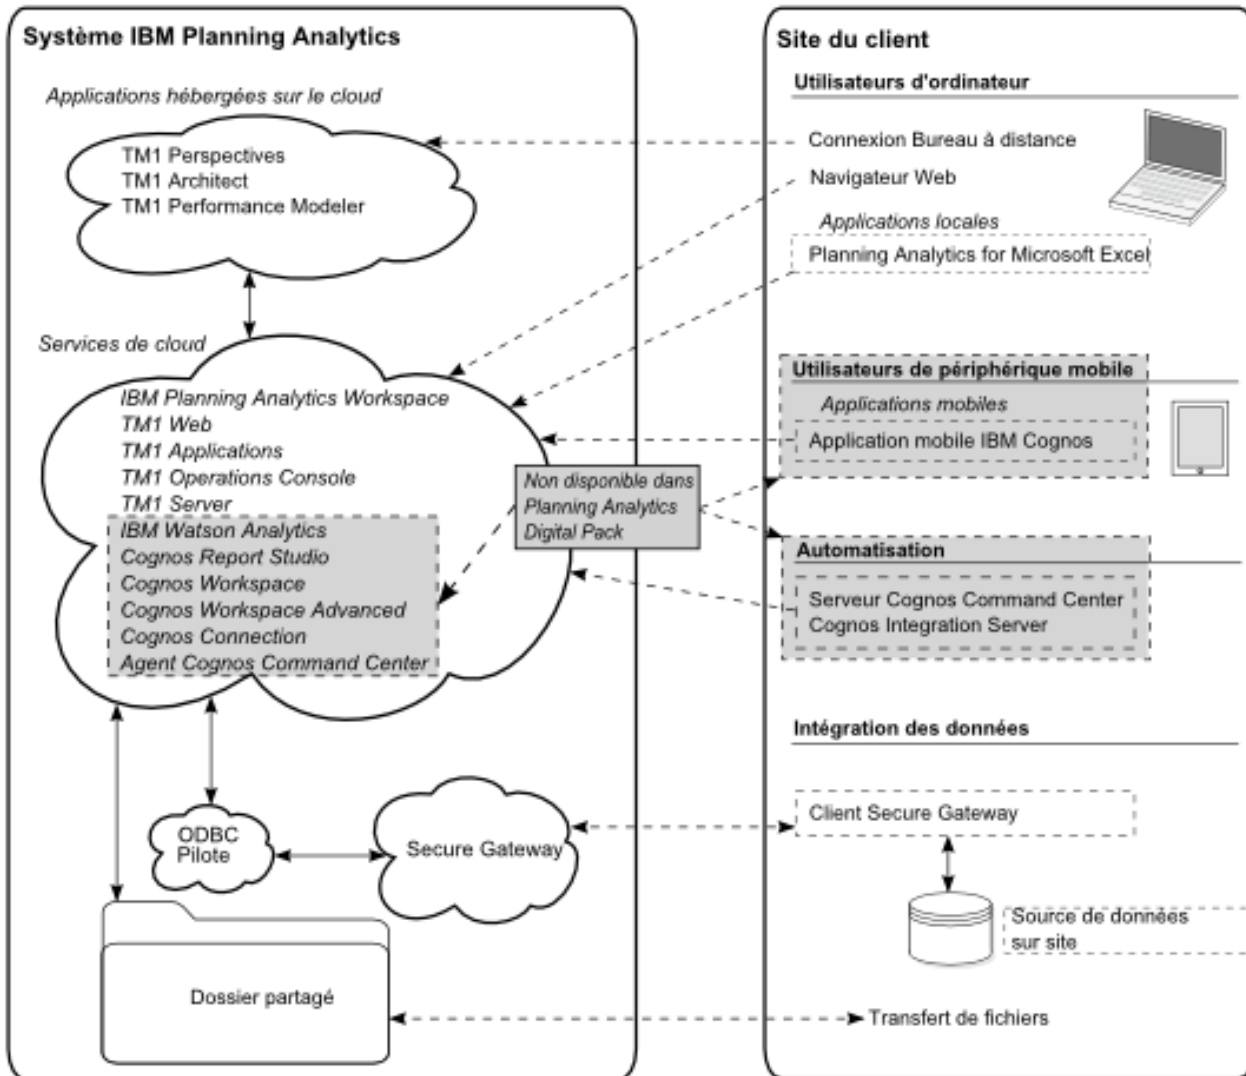 Système IBM Planning Analytics
Applications hébergées sur le cloud
TM1 Perspectives
TM1 Architect
TM1 Performance Modeler
Services de cloud
IBM Planning Analytics Workspace
TM1 Web
TM1 Applications
TM1 Operations Console
TM1 Server
IBM Watson Analytics
Cognos Report Studio
Cognos Workspace
Cognos Workspace Advanced
Cognos Connection
Agent Cognos Command Center
Non disponible dans
Planning Analytics
Digital Pack
ODBC
Pilote
Secure Gateway
Dossier partagé
Site du client
Utilisateurs d'ordinateur
Connexion Bureau à distance
Navigateur Web
Applications locales
Planning Analytics for Microsoft Excel
Utilisateurs de périphérique mobile
Applications mobiles
Application mobile IBM Cognos
Automatisation
Serveur Cognos Command Center
Cognos Integration Server
Intégration des données
Client Secure Gateway
Source de données
sur site
Transfert de fichiers